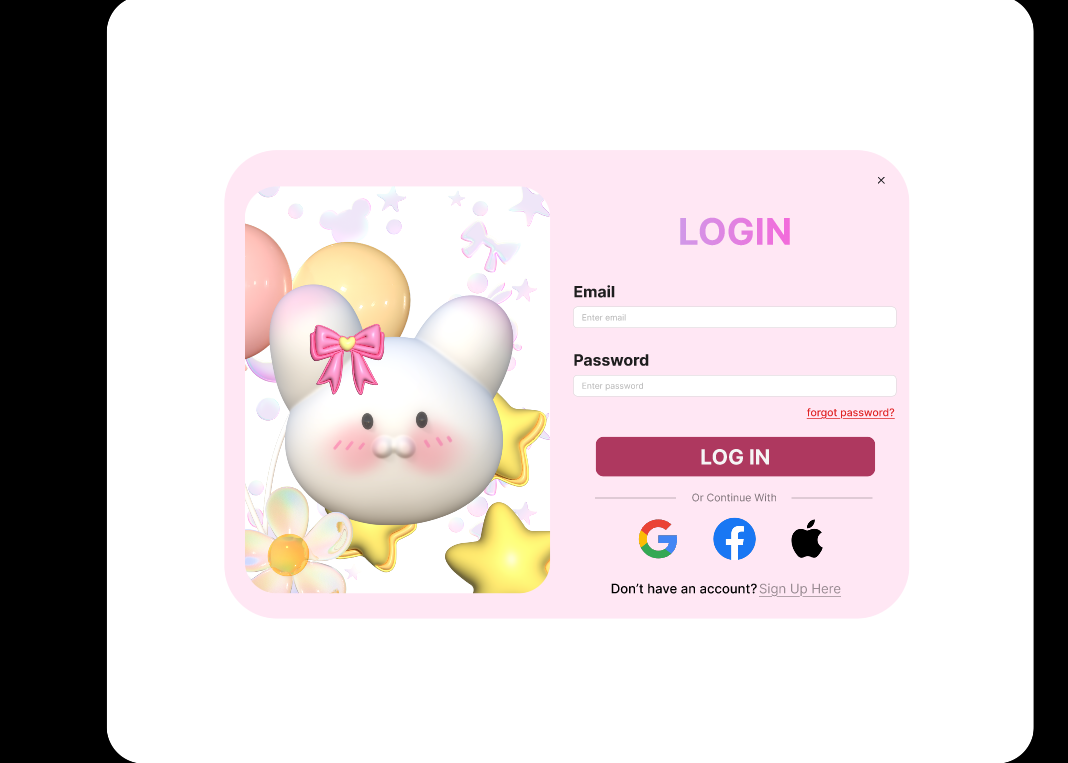 ×
LOGIN
Email
Enter email
Password
Enter password
forgot password?
LOG IN
Or Continue With
Don't have an account? Sign Up Here